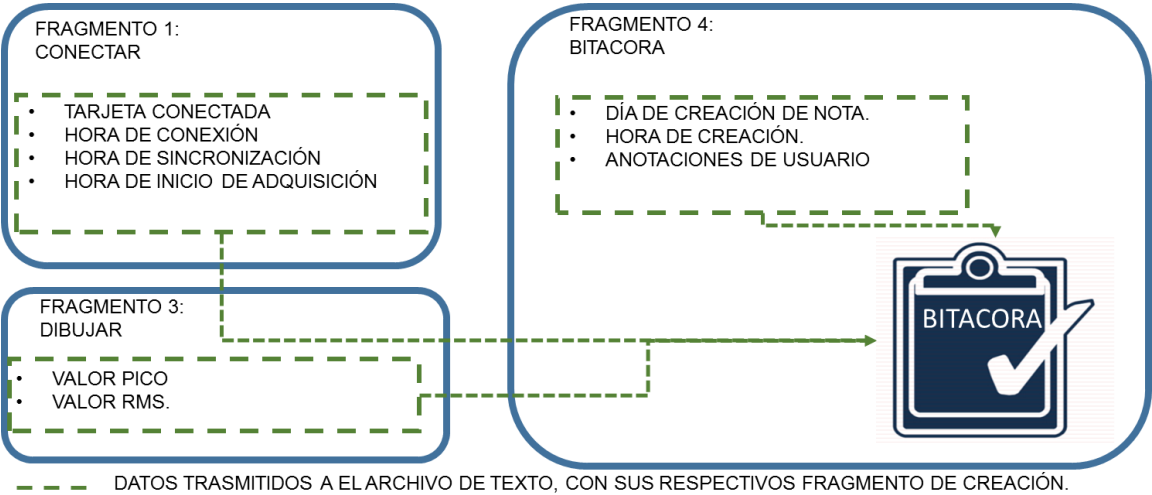 FRAGMENTO 1:
CONECTAR
• TARJETA CONECTADA
• HORA DE CONEXIÓN
• HORA DE SINCRONIZACIÓN
• HORA DE INICIO DE ADQUISICIÓN
FRAGMENTO 3:
DIBUJAR
• VALOR PICO
• VALOR RMS.
FRAGMENTO 4:
BITACORA
• DÍA DE CREACIÓN DE NOTA.
• HORA DE CREACIÓN.
• ANOTACIONES DE USUARIO
BITACORA
DATOS TRASMITIDOS A EL ARCHIVO DE TEXTO, CON SUS RESPECTIVOS FRAGMENTO DE CREACIÓN.